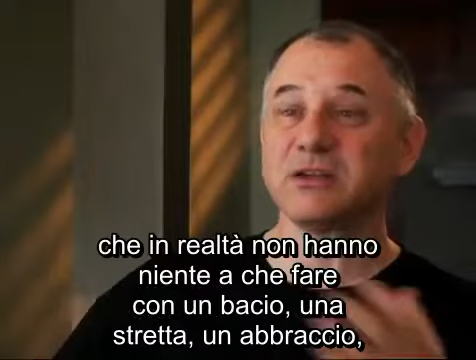 che in realtà non hanno
niente a che fare
con un bacio, una
stretta, un abbraccio,